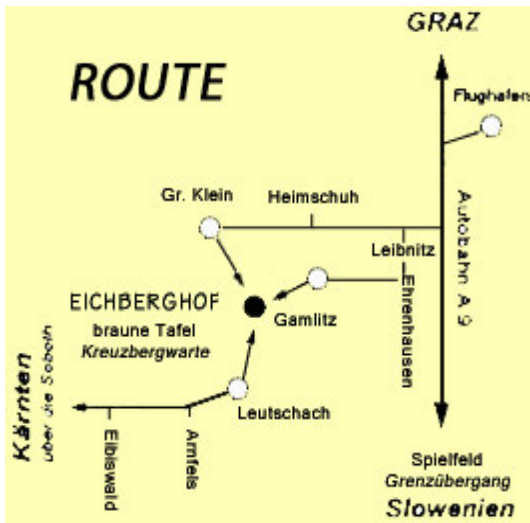 GRAZ
ROUTE
Flughafen
Gr. Klein
Heimschuh
Autobahn A 9
Leibnitz
Ehrenhausen
EICHBERGHOF
braune Tafel
Kreuzbergwarte
Gamlitz
Kärnten
über die Soboth
Leutschach
Eibiswald
Arnfels
Spielfeld
Grenzübergang
Slowenien